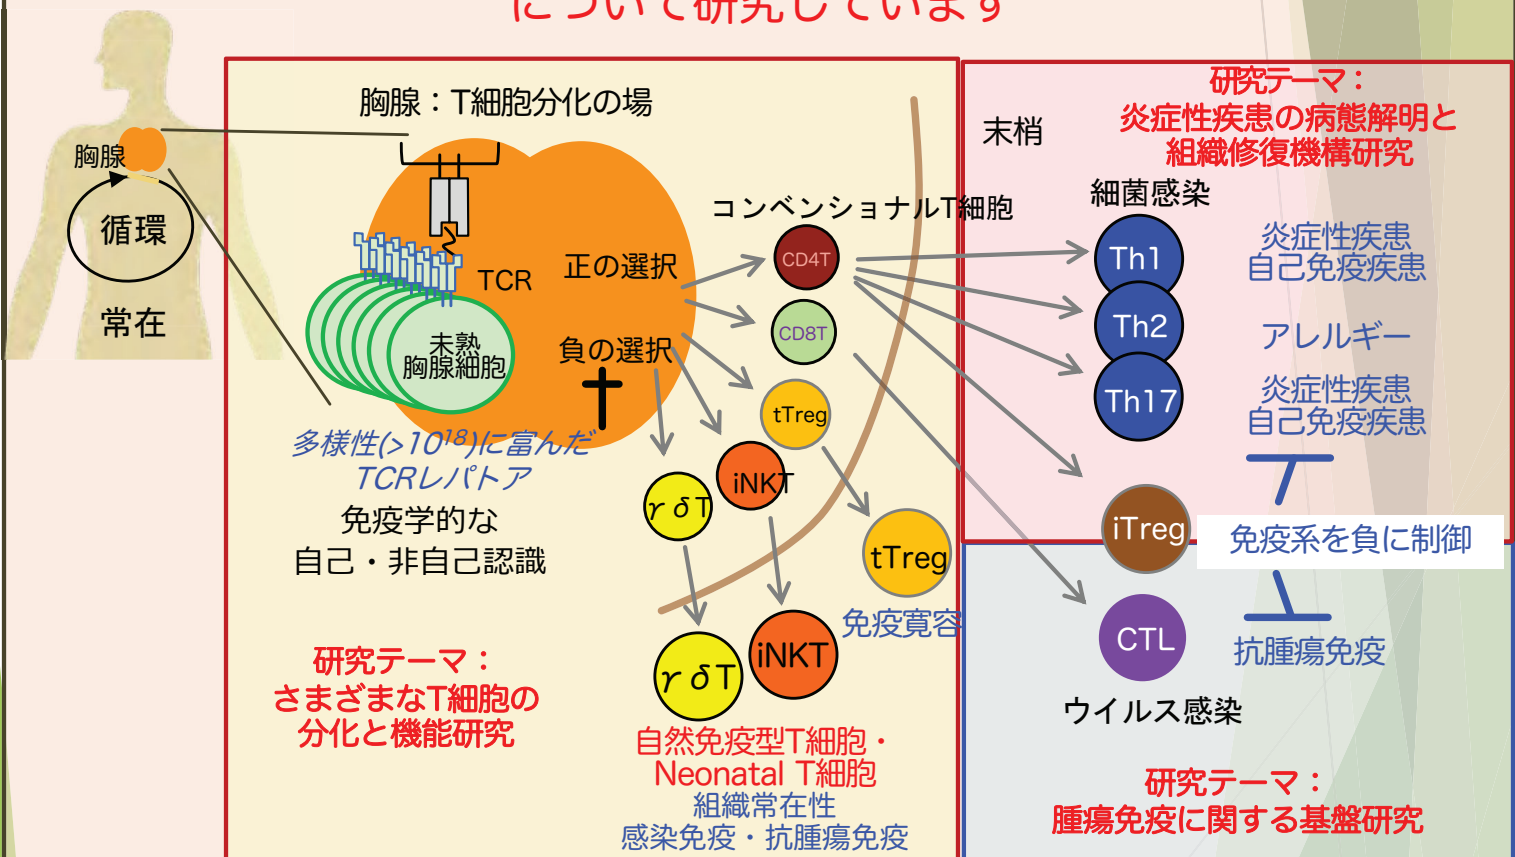 について研究しています
胸腺
循環
常在
胸腺：T細胞分化の場
TCR
未熟
胸腺細胞
正の選択
負の選択
多様性(>10¹⁸)に富んだ
TCRレパトア
免疫学的な
自己・非自己認識
研究テーマ：
さまざまなT細胞の
分化と機能研究
コンベンショナルT細胞
CD4T
CD8T
tTreg
iNKT
γδT
tTreg
免疫寛容
iNKT
γδT
自然免疫型T細胞・
Neonatal T細胞
組織常在性
感染免疫・抗腫瘍免疫
末梢
研究テーマ：
炎症性疾患の病態解明と
組織修復機構研究
細菌感染
Th1
炎症性疾患
自己免疫疾患
Th2
アレルギー
Th17
炎症性疾患
自己免疫疾患
iTreg
免疫系を負に制御
CTL
抗腫瘍免疫
ウイルス感染
研究テーマ：
腫瘍免疫に関する基盤研究